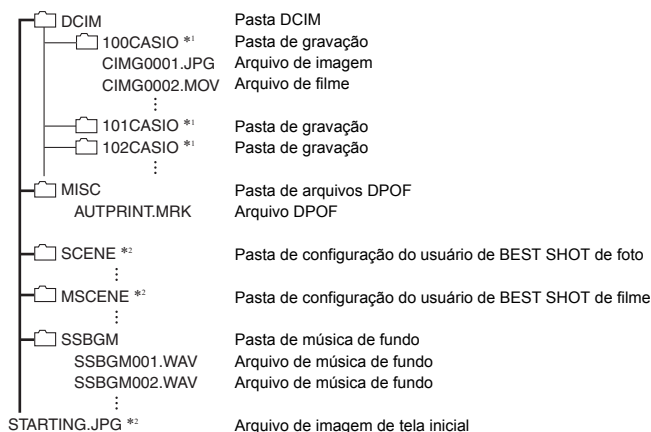 DCIM Pasta DCIM
100CASIO *1 Pasta de gravação
CIMG0001.JPG Arquivo de imagem
CIMG0002.MOV Arquivo de filme
101CASIO *1 Pasta de gravação
102CASIO *1 Pasta de gravação
MISC Pasta de arquivos DPOF
AUTPRINT.MRK Arquivo DPOF
SCENE *2 Pasta de configuração do usuário de BEST SHOT de foto
MSCENE *2 Pasta de configuração do usuário de BEST SHOT de filme
SSBGM Pasta de música de fundo
SSBGM001.WAV Arquivo de música de fundo
SSBGM002.WAV Arquivo de música de fundo
STARTING.JPG *2 Arquivo de imagem de tela inicial